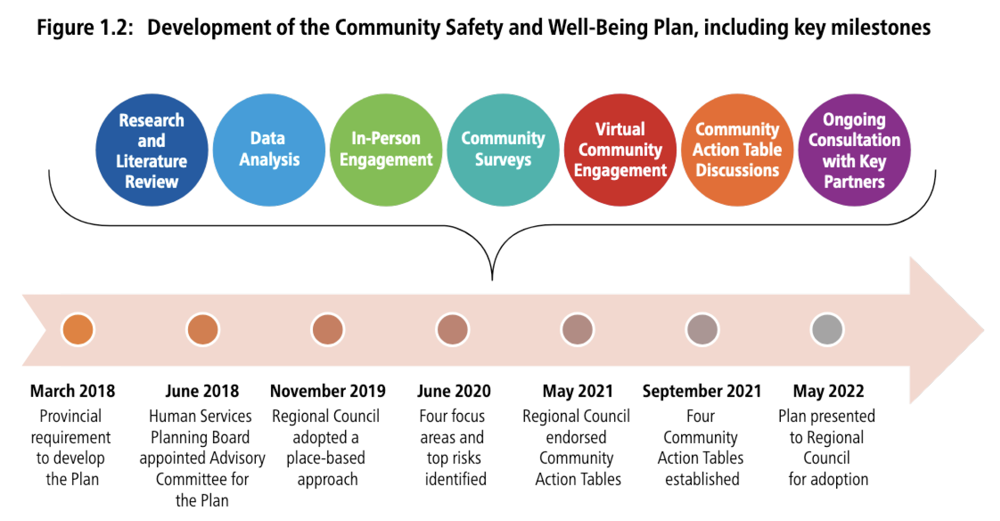 Figure 1.2: Development of the Community Safety and Well-Being Plan, including key milestones
Research
and
Literature
Review
Data
Analysis
In-Person
Engagement
Community
Surveys
Virtual
Community
Engagement
Community
Action Table
Discussions
Ongoing
Consultation
with Key
Partners
March 2018
Provincial
requirement
to develop
the Plan
June 2018
Human Services
Planning Board
appointed Advisory
Committee for
the Plan
November 2019
Regional Council
adopted a
place-based
approach
June 2020
Four focus
areas and
top risks
identified
May 2021
Regional Council
endorsed
Community
Action Tables
September 2021
Four
Community
Action Tables
established
May 2022
Plan presented
to Regional
Council
for adoption